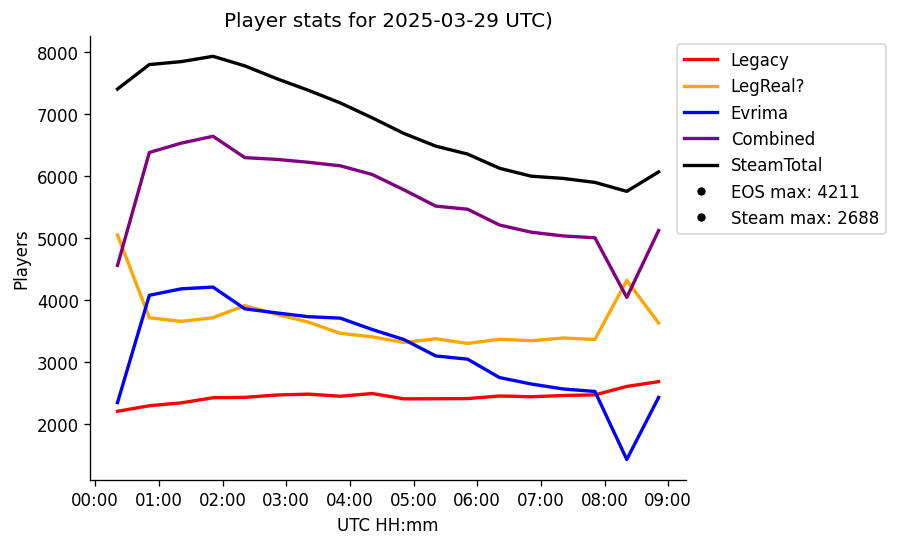 Player stats for 2025-03-29 UTC)
8000
7000
6000
5000
4000
3000
2000
Players
00:00 01:00 02:00 03:00 04:00 05:00 06:00 07:00 08:00 09:00
UTC HH:mm
Legacy
LegReal?
Evrima
Combined
SteamTotal
EOS max: 4211
Steam max: 2688